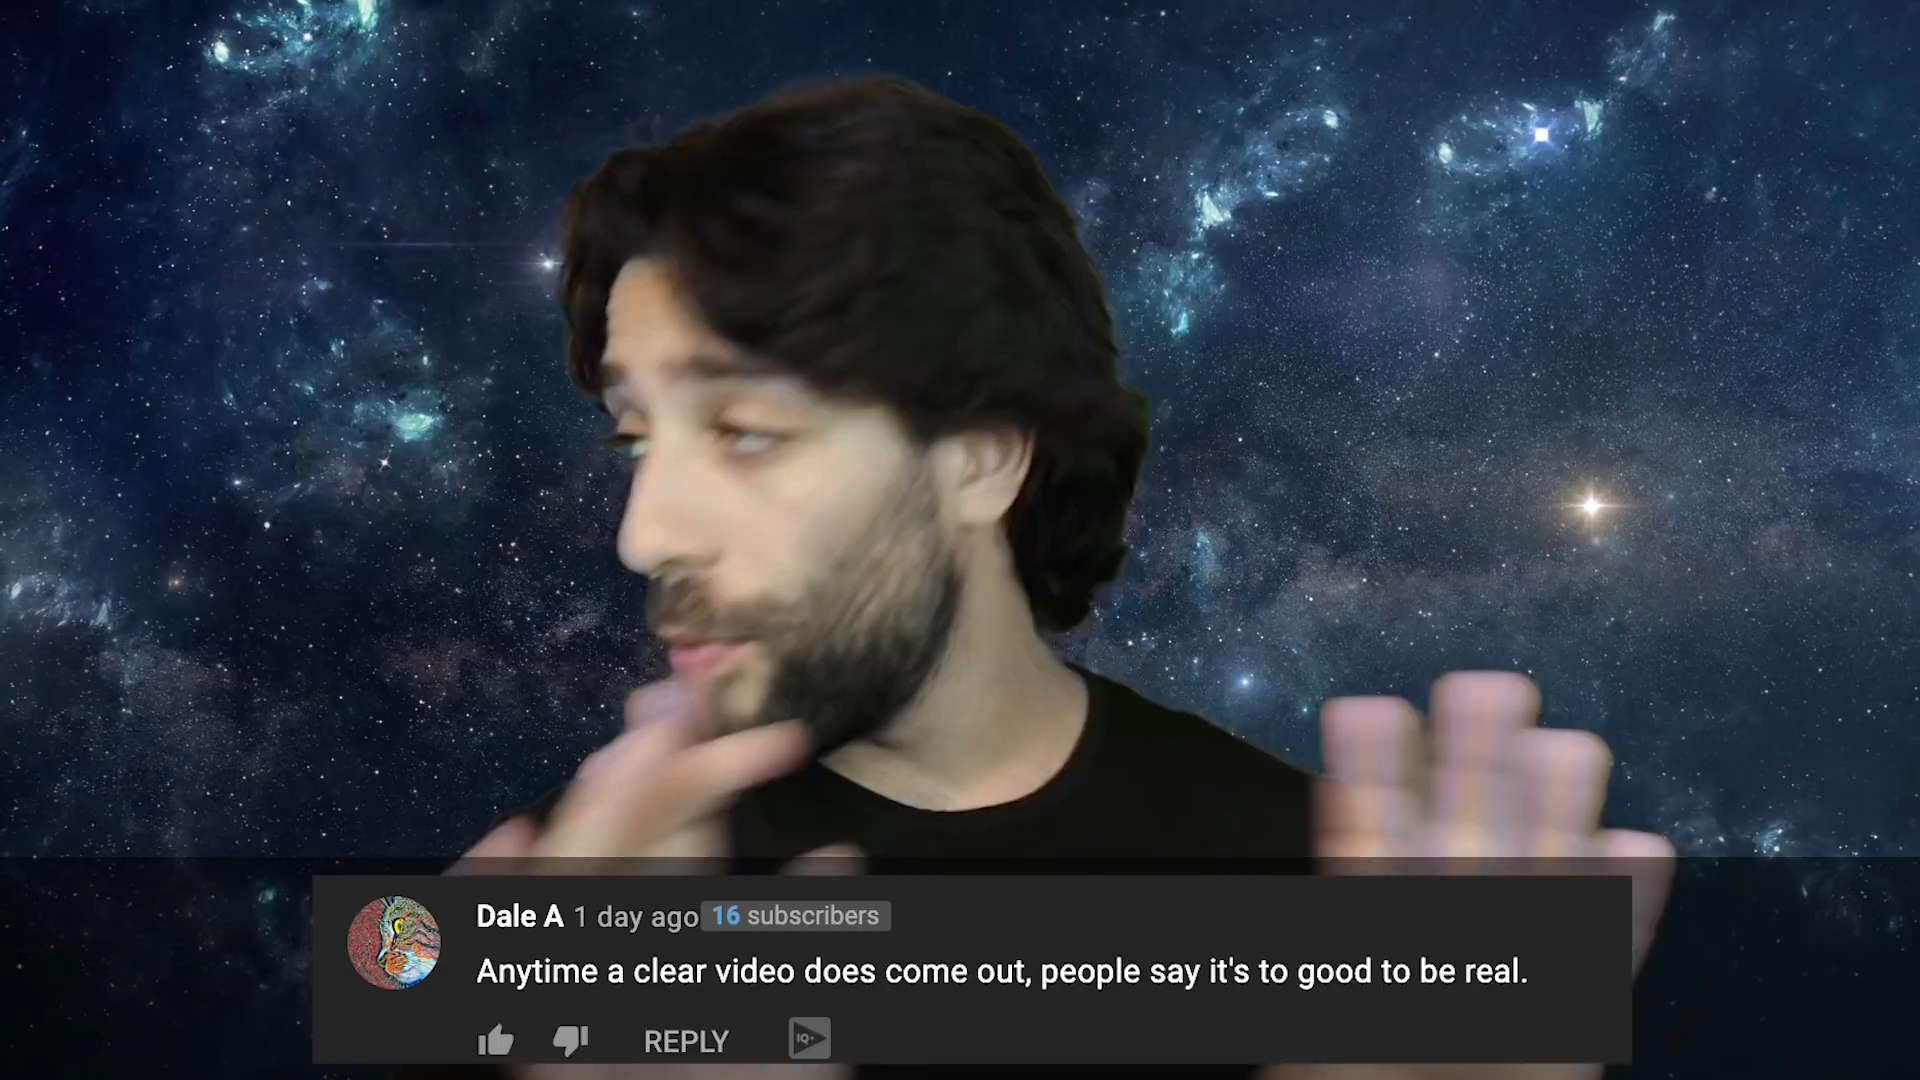 Dale A 1 day ago 16 subscribers
Anytime a clear video does come out, people say it's to good to be real.
REPLY
IQ+